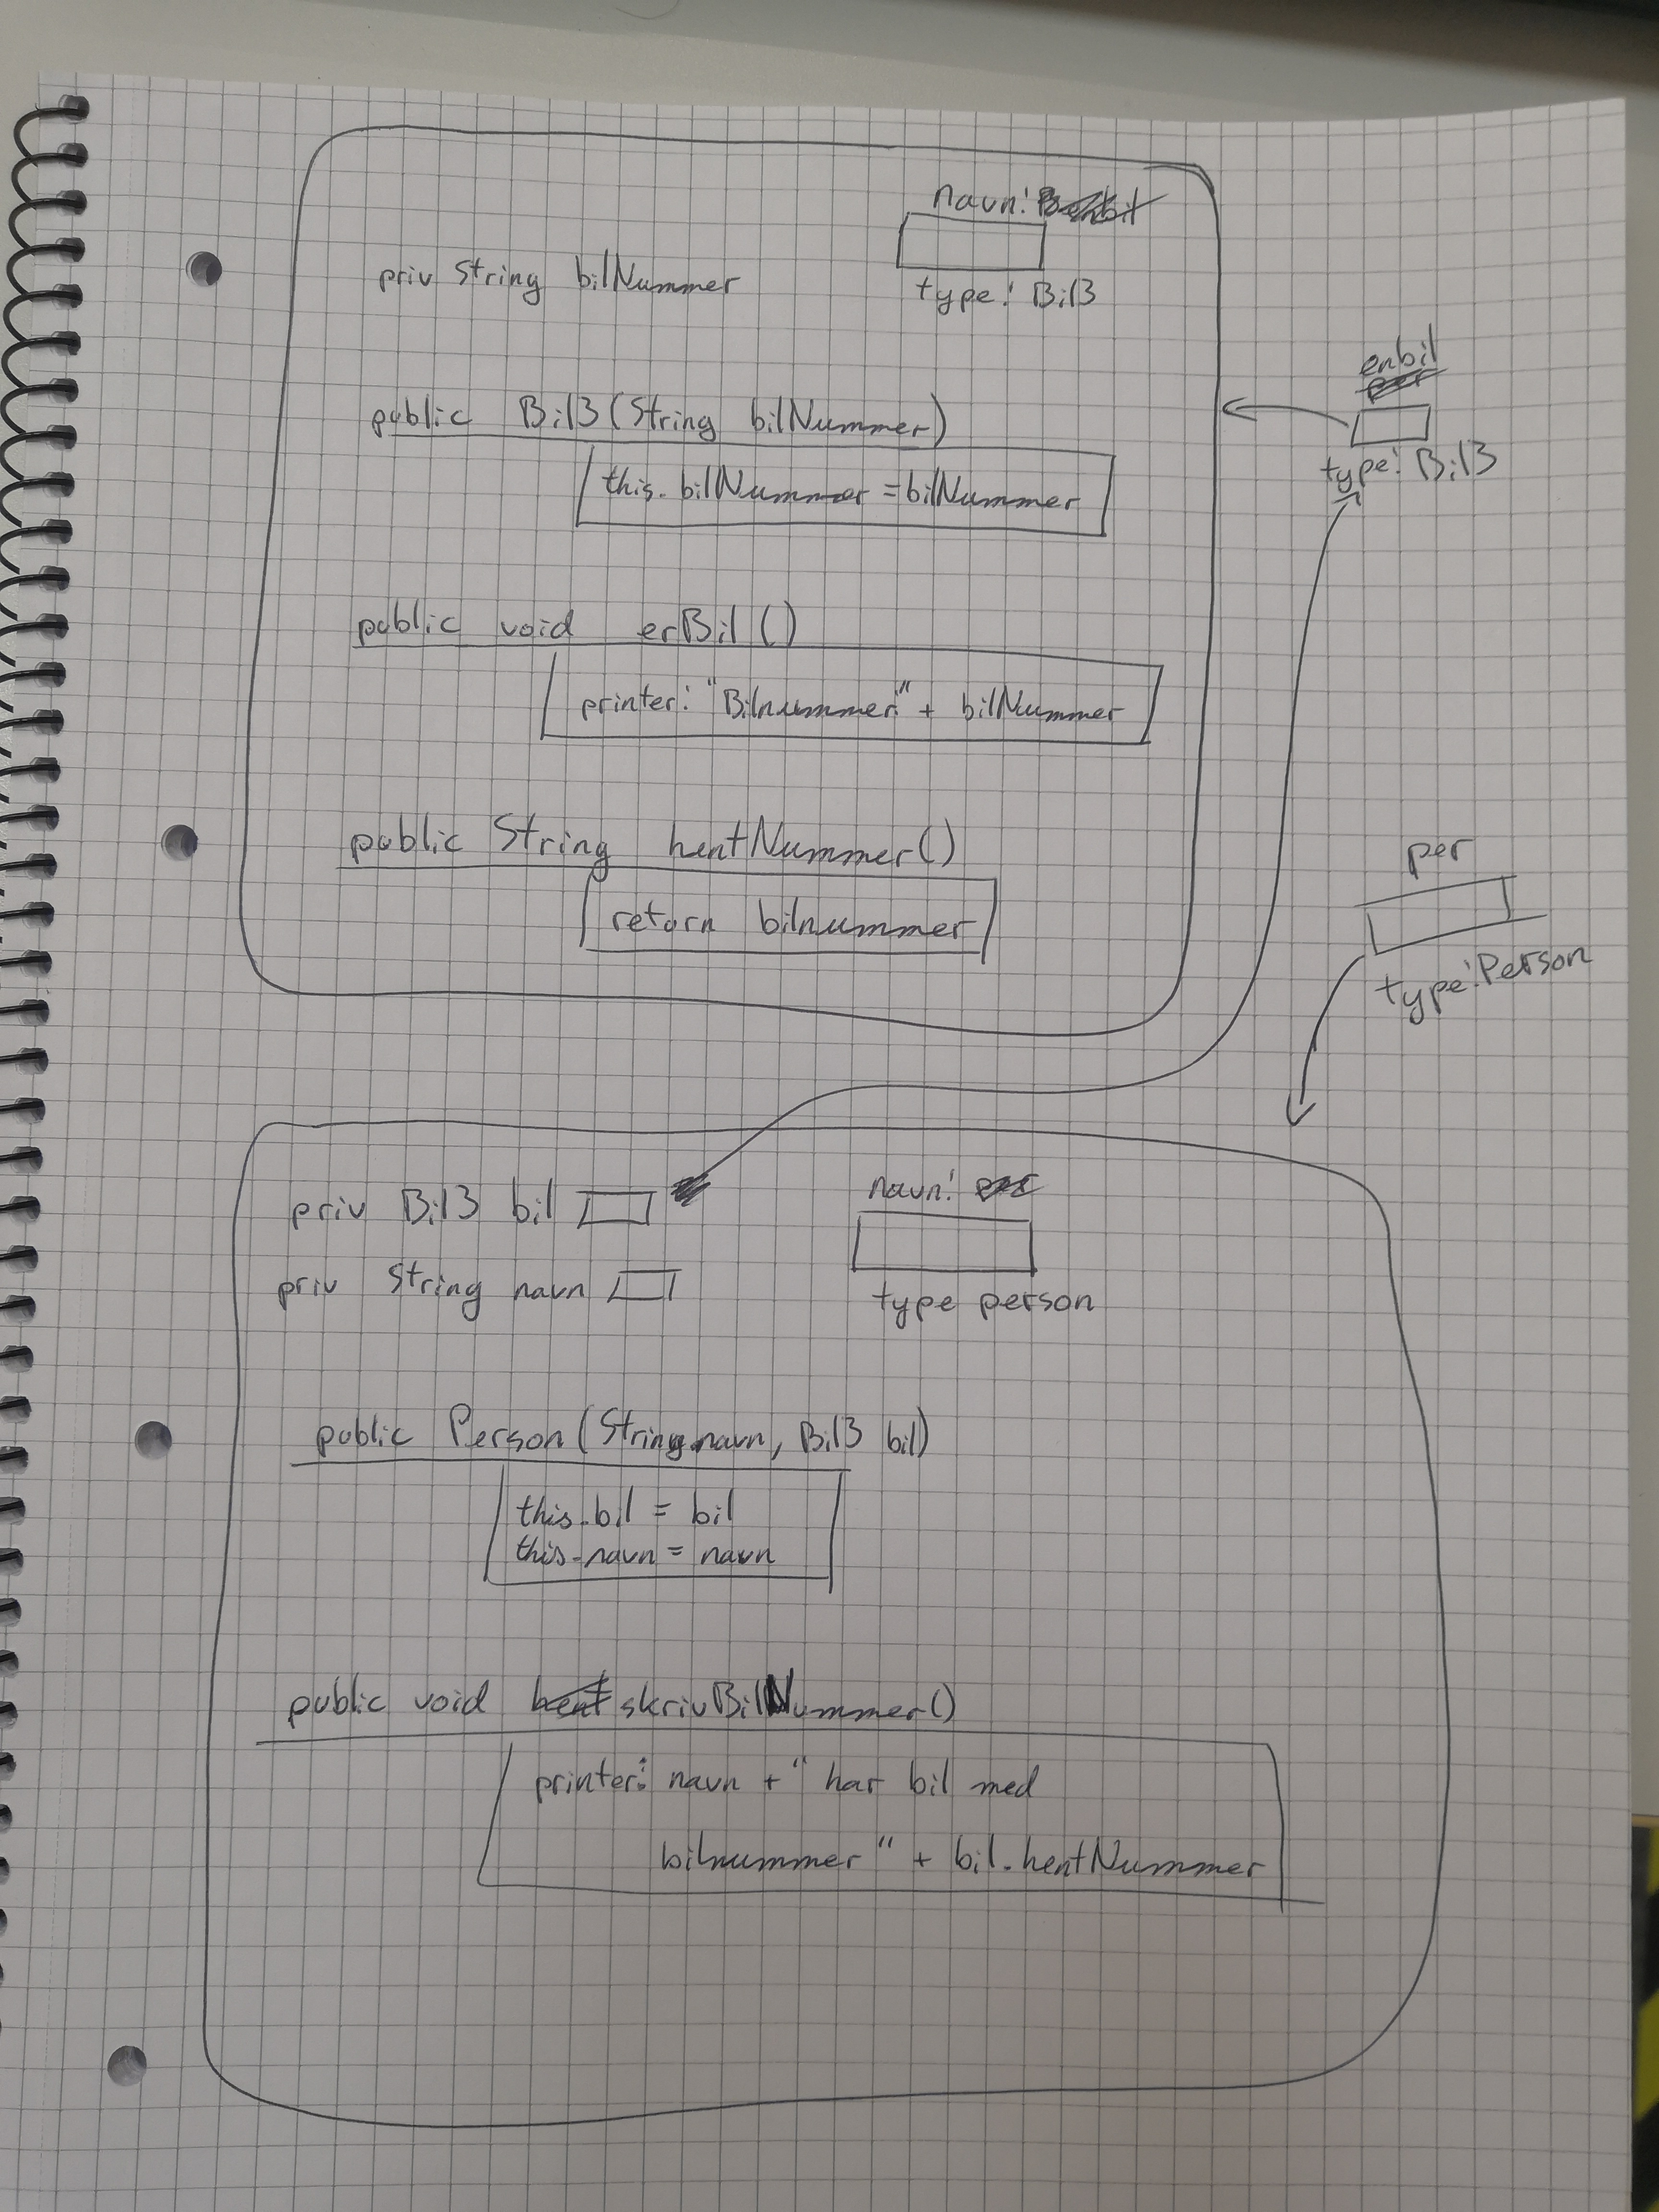 navn:
priv String bilNummer
type: Bil3
enbil
per
type: Bil3
public Bil3(String bilNummer)
this.bilNummer = bilNummer
public void erBil()
printer: "Bilnummer:" + bilNummer
public String hentNummer()
return bilnummer
per
type: Person
priv Bil3 bil
navn: per
priv String navn
type person
public Person(String navn, Bil3 bil)
this.bil = bil
this.navn = navn
public void hent skrivBilNummer()
printer: navn + " har bil med
bilnummer " + bil.hentNummer